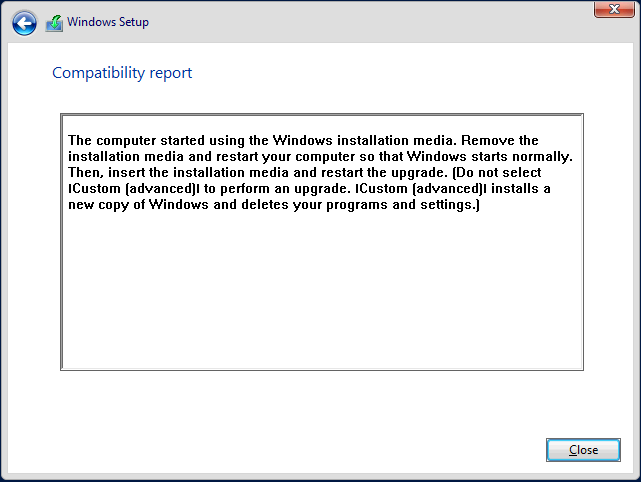 Windows Setup
Compatibility report
The computer started using the Windows installation media. Remove the
installation media and restart your computer so that Windows starts normally.
Then, insert the installation media and restart the upgrade. (Do not select
ICustom (advanced)I to perform an upgrade. ICustom (advanced)I installs a
new copy of Windows and deletes your programs and settings.)
Close